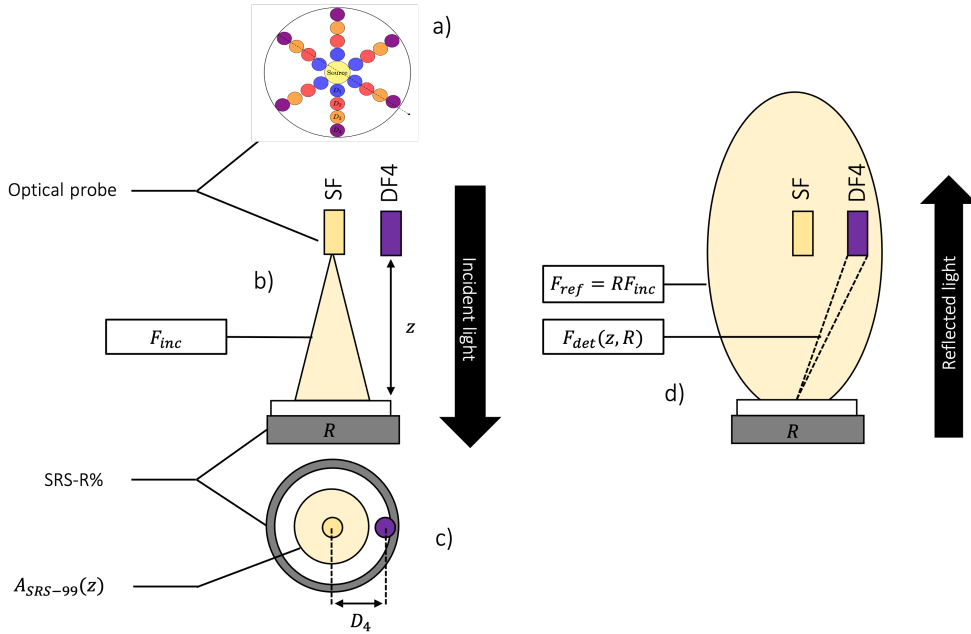 a)
Source
D₁
D₂
D₃
D₄
Optical probe
SF
DF4
b)
z
Incident light
F_inc
R
SRS-R%
c)
A_SRS−99(z)
D₄
SF
DF4
F_ref = RF_inc
F_det(z, R)
d)
R
Reflected light